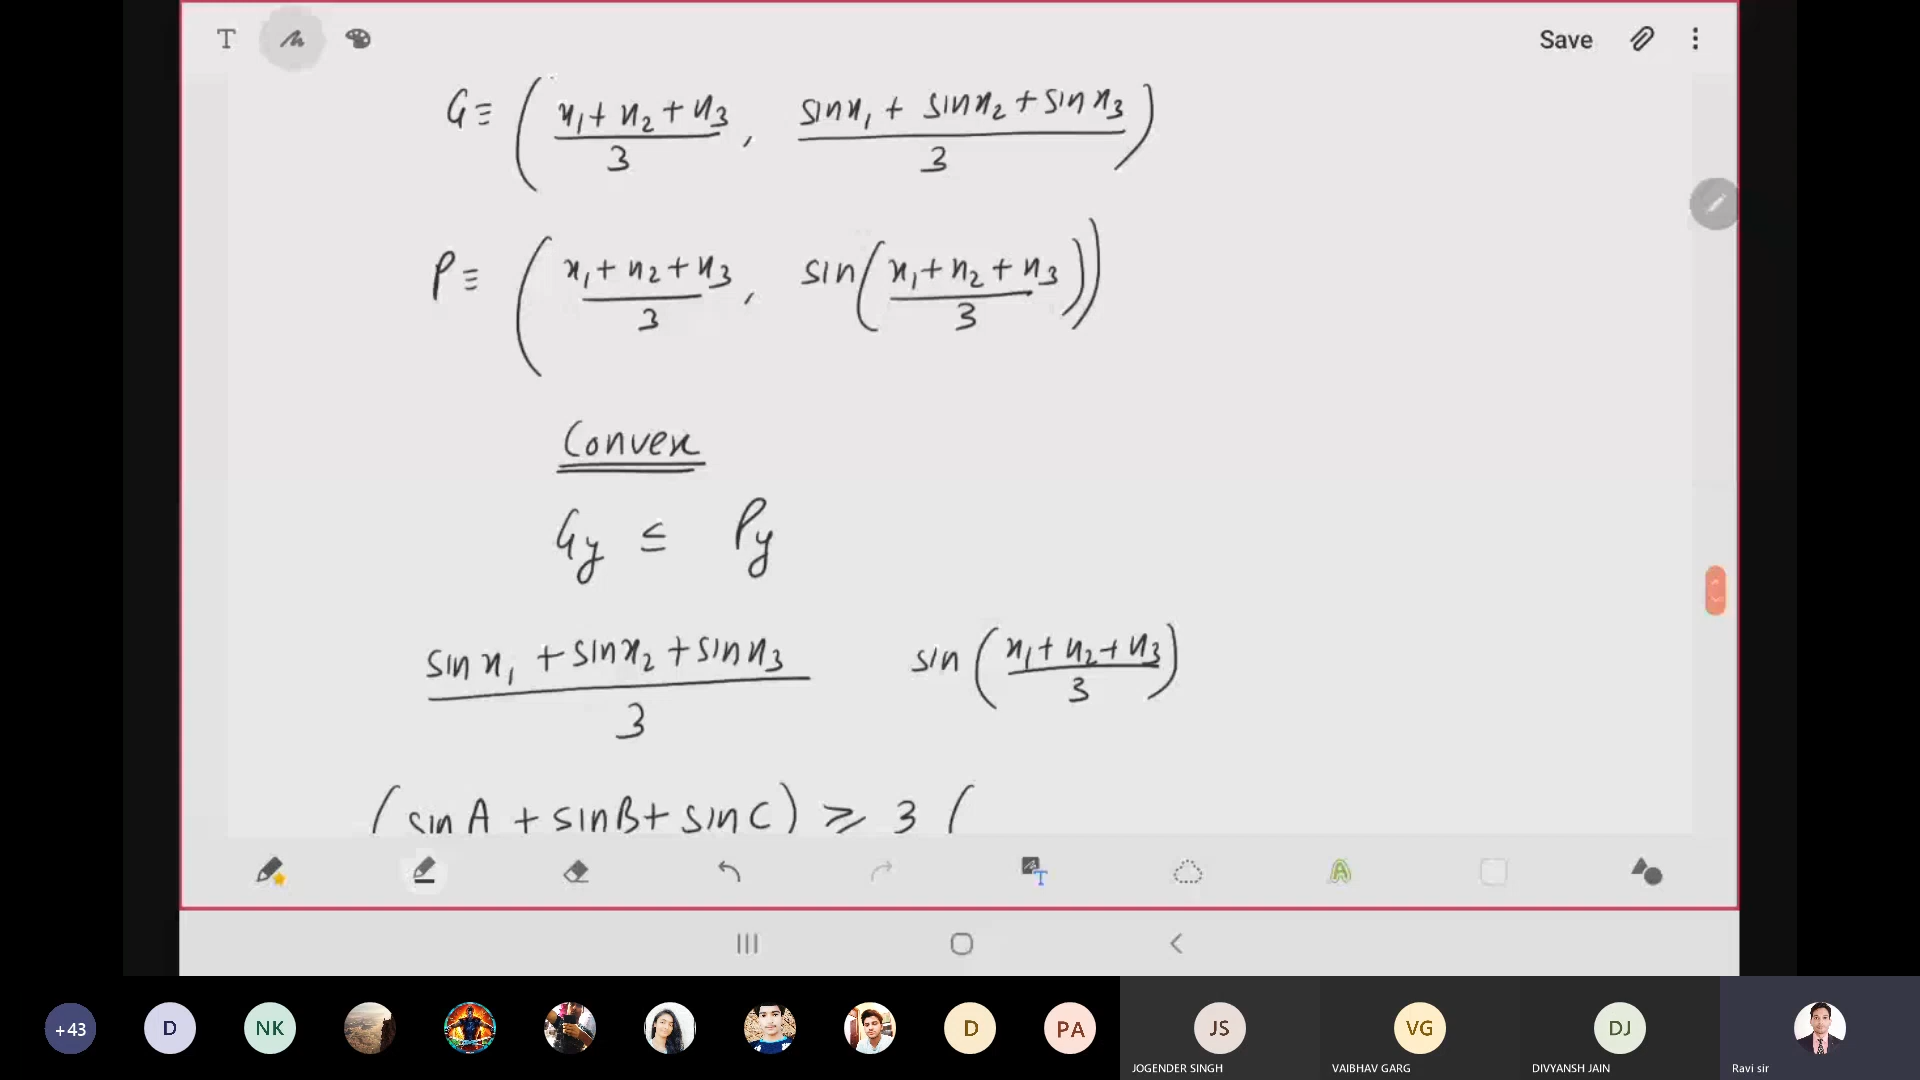 T Save
G ≡ ( (x₁ + x₂ + x₃)/3 , (sin x₁ + sin x₂ + sin x₃)/3 )
P ≡ ( (x₁ + x₂ + x₃)/3 , sin( (x₁ + x₂ + x₃)/3 ) )
Convex
Gy ≤ Py
(sin x₁ + sin x₂ + sin x₃)/3 sin( (x₁ + x₂ + x₃)/3 )
(sin A + sin B + sin C) ≥ 3 (
T A
+43 D NK D PA JS VG DJ
JOGENDER SINGH VAIBHAV GARG DIVYANSH JAIN Ravi sir